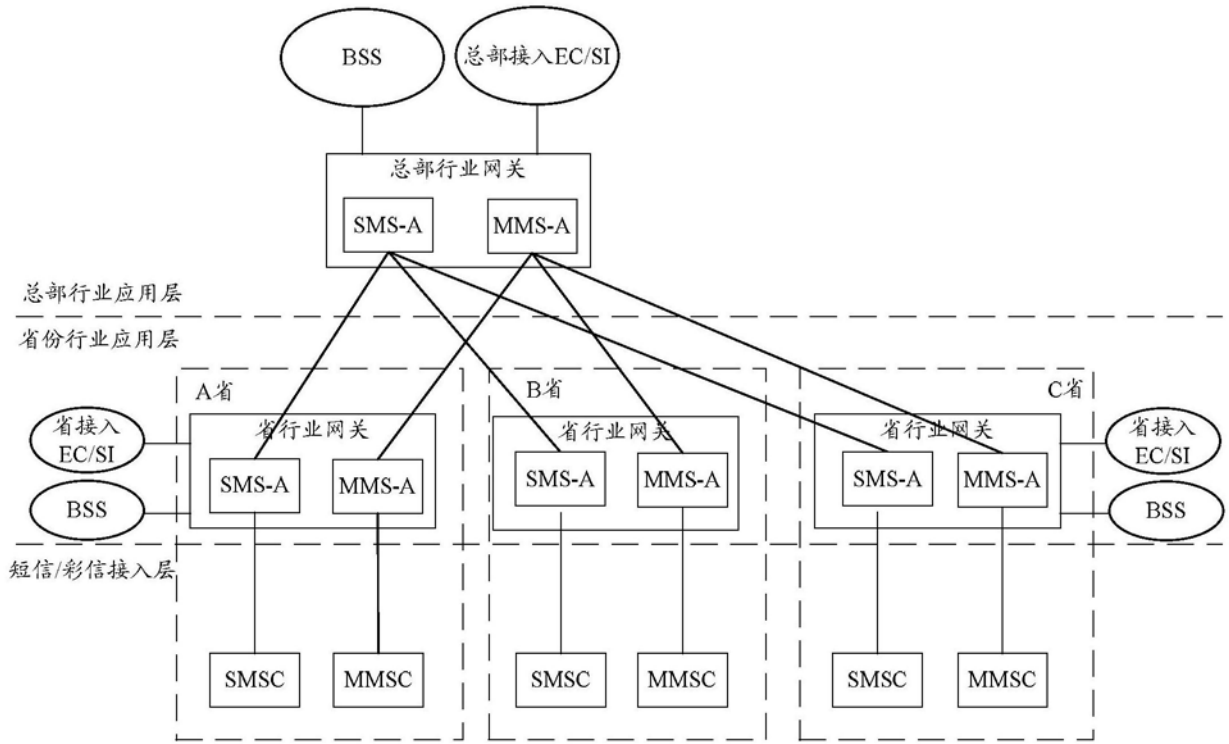 BSS
总部接入EC/SI
总部行业网关
SMS-A
MMS-A
总部行业应用层
省份行业应用层
A省
B省
C省
省接入
EC/SI
BSS
省行业网关
SMS-A
MMS-A
省行业网关
SMS-A
MMS-A
省行业网关
SMS-A
MMS-A
省接入
EC/SI
BSS
短信/彩信接入层
SMSC
MMSC
SMSC
MMSC
SMSC
MMSC